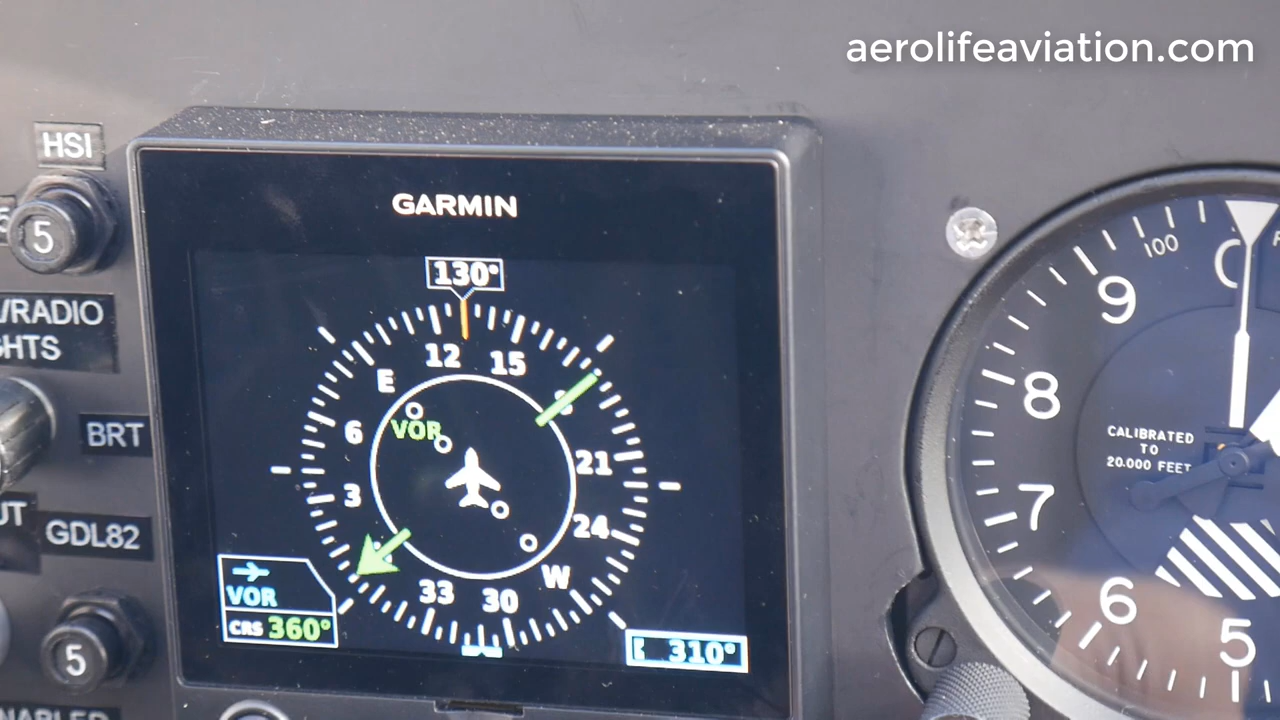 aerolifeaviation.com
HSI
5
/RADIO
GHTS
BRT
GDL82
5
GARMIN
130°
12
15
E
6
VOR
3
21
24
33
30
W
VOR
CRS 360°
310°
100
9
8
CALIBRATED
TO
20.000 FEET
7
6
5